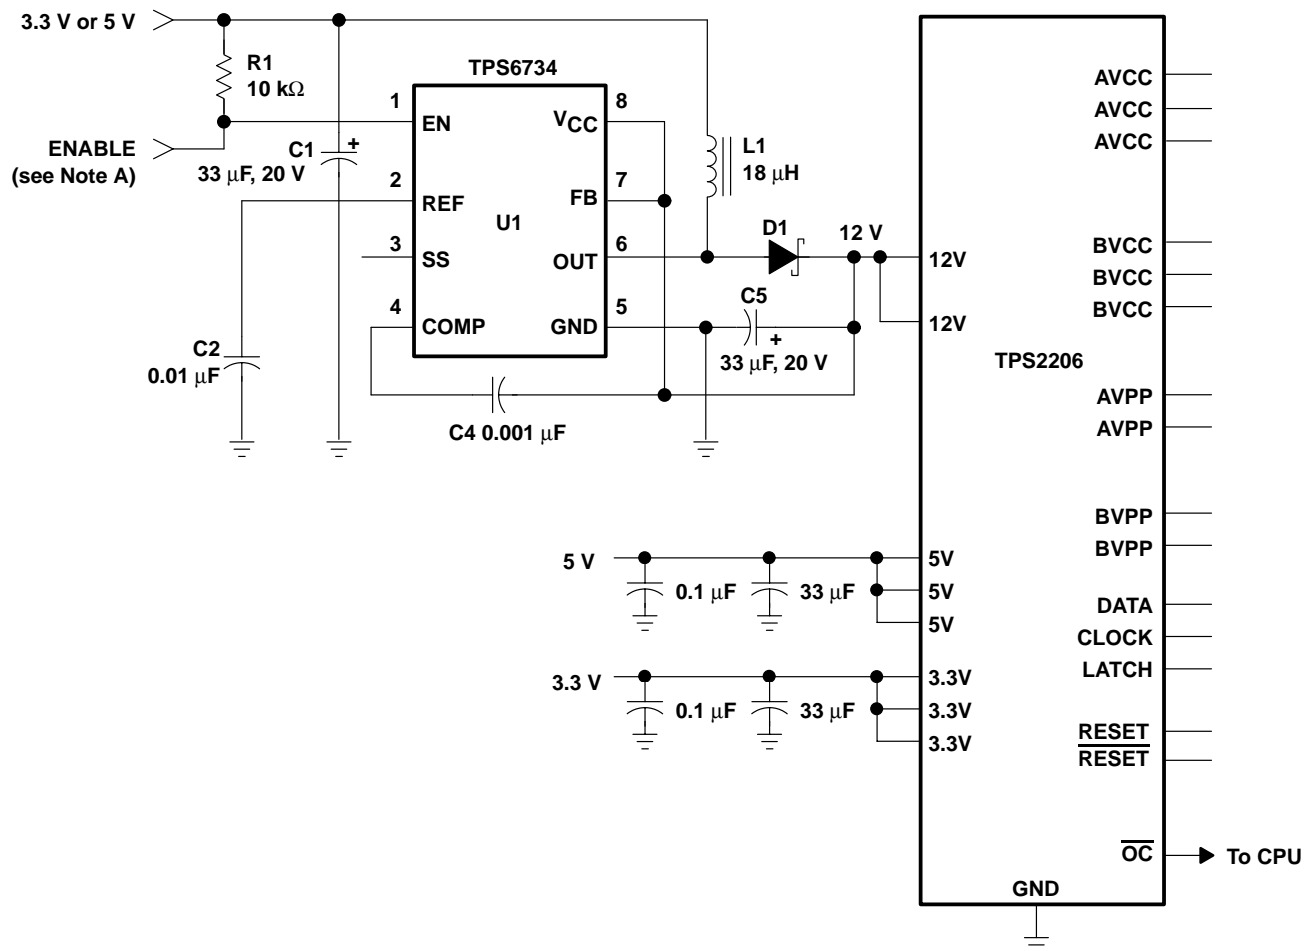 3.3 V or 5 V
R1
10 kΩ
ENABLE
(see Note A)
C1
+
33 μF, 20 V
TPS6734
1
EN
2
REF
3
SS
4
COMP
U1
8
VCC
7
FB
6
OUT
5
GND
C2
0.01 μF
C4 0.001 μF
L1
18 μH
D1
12 V
C5
+
33 μF, 20 V
12V
12V
TPS2206
AVCC
AVCC
AVCC
BVCC
BVCC
BVCC
AVPP
AVPP
BVPP
BVPP
5 V
0.1 μF
33 μF
5V
5V
5V
DATA
CLOCK
LATCH
3.3 V
0.1 μF
33 μF
3.3V
3.3V
3.3V
RESET
RESET
OC
To CPU
GND